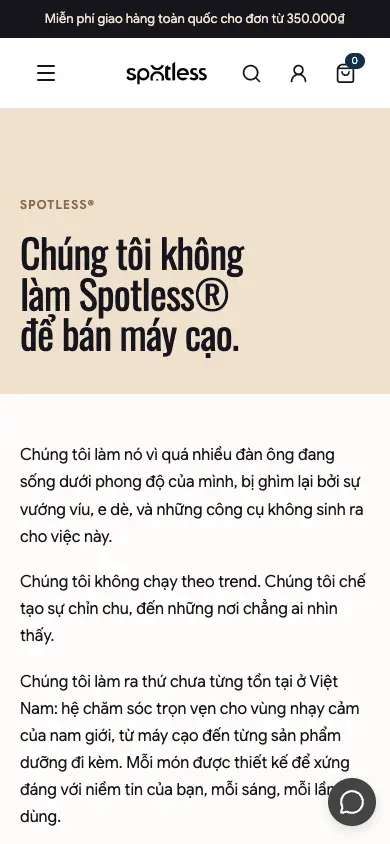 Miễn phí giao hàng toàn quốc cho đơn từ 350.000₫
spotless
0
SPOTLESS®
Chúng tôi không
làm Spotless®
để bán máy cạo.
Chúng tôi làm nó vì quá nhiều đàn ông đang
sống dưới phong độ của mình, bị ghìm lại bởi sự
vướng víu, e dè, và những công cụ không sinh ra
cho việc này.
Chúng tôi không chạy theo trend. Chúng tôi chế
tạo sự chỉn chu, đến những nơi chẳng ai nhìn
thấy.
Chúng tôi làm ra thứ chưa từng tồn tại ở Việt
Nam: hệ chăm sóc trọn vẹn cho vùng nhạy cảm
của nam giới, từ máy cạo đến từng sản phẩm
dưỡng đi kèm. Mỗi món được thiết kế để xứng
đáng với niềm tin của bạn, mỗi sáng, mỗi lần
dùng.